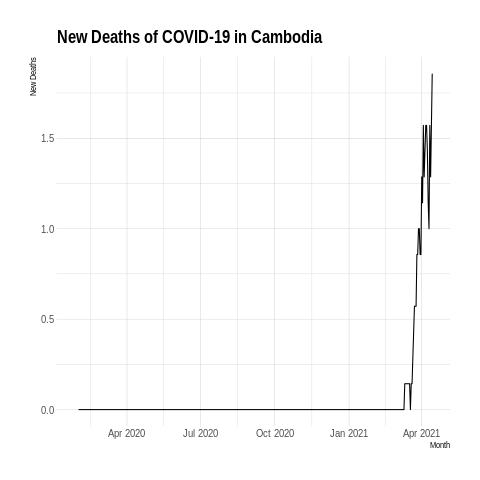 New Deaths of COVID-19 in Cambodia
New Deaths
1.5
1.0
0.5
0.0
Apr 2020 Jul 2020 Oct 2020 Jan 2021 Apr 2021
Month